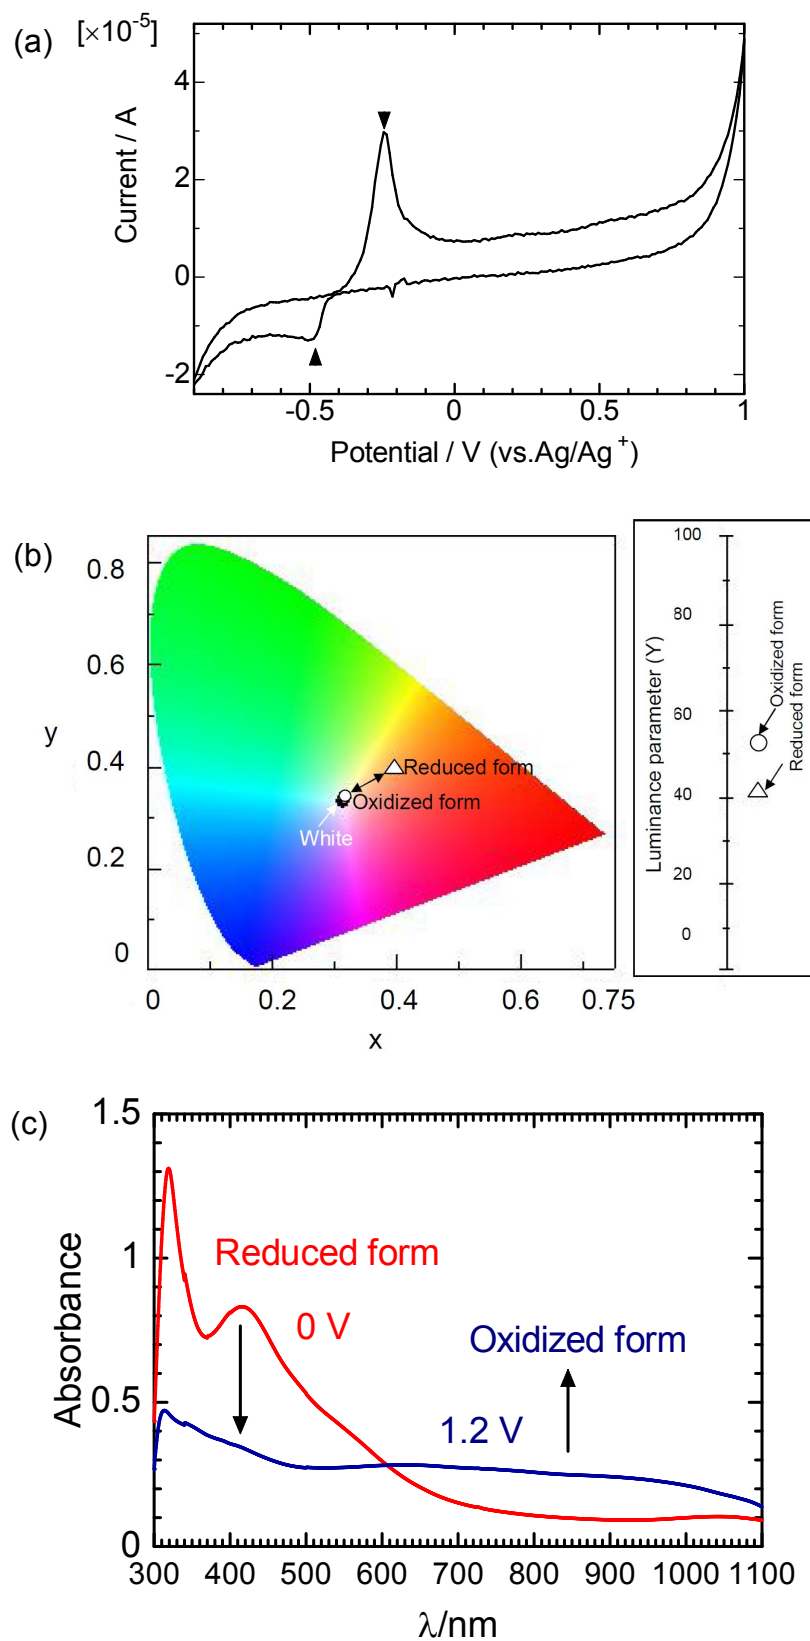 (a)
[×10⁻⁵]
4
2
0
-2
Current / A
-0.5 0 0.5 1
Potential / V (vs.Ag/Ag⁺)
(b)
0.8
0.6
0.4
0.2
0
y
Reduced form
Oxidized form
White
0 0.2 0.4 0.6 0.75
x
100
80
60
40
20
0
Luminance parameter (Y)
Oxidized form
Reduced form
(c)
1.5
1
0.5
0
Absorbance
Reduced form
0 V
Oxidized form
1.2 V
300 400 500 600 700 800 900 1000 1100
λ/nm